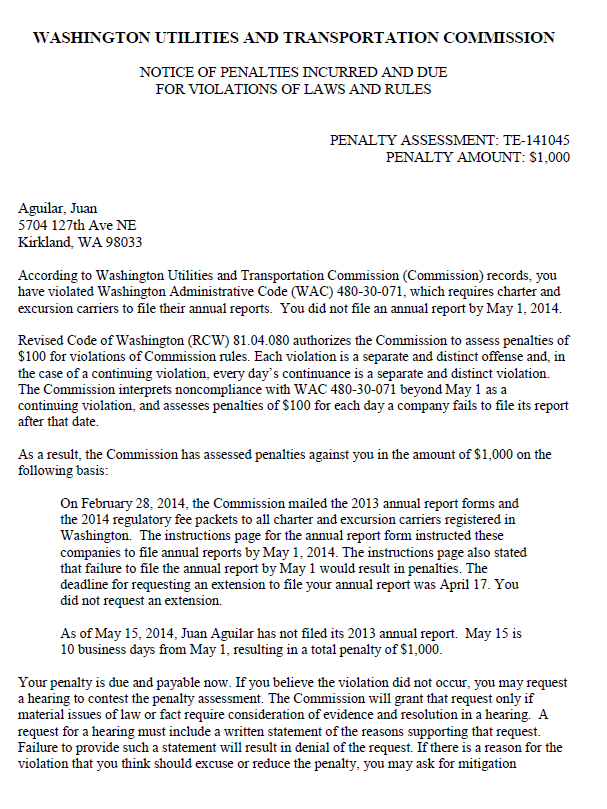 WASHINGTON UTILITIES AND TRANSPORTATION COMMISSION
NOTICE OF PENALTIES INCURRED AND DUE
FOR VIOLATIONS OF LAWS AND RULES
PENALTY ASSESSMENT: TE-141045
PENALTY AMOUNT: $1,000
Aguilar, Juan
5704 127th Ave NE
Kirkland, WA 98033
According to Washington Utilities and Transportation Commission (Commission) records, you
have violated Washington Administrative Code (WAC) 480-30-071, which requires charter and
excursion carriers to file their annual reports.  You did not file an annual report by May 1, 2014.
Revised Code of Washington (RCW) 81.04.080 authorizes the Commission to assess penalties of
$100 for violations of Commission rules. Each violation is a separate and distinct offense and, in
the case of a continuing violation, every day's continuance is a separate and distinct violation.
The Commission interprets noncompliance with WAC 480-30-071 beyond May 1 as a
continuing violation, and assesses penalties of $100 for each day a company fails to file its report
after that date.
As a result, the Commission has assessed penalties against you in the amount of $1,000 on the
following basis:
On February 28, 2014, the Commission mailed the 2013 annual report forms and
the 2014 regulatory fee packets to all charter and excursion carriers registered in
Washington.  The instructions page for the annual report form instructed these
companies to file annual reports by May 1, 2014. The instructions page also stated
that failure to file the annual report by May 1 would result in penalties. The
deadline for requesting an extension to file your annual report was April 17. You
did not request an extension.
As of May 15, 2014, Juan Aguilar has not filed its 2013 annual report.  May 15 is
10 business days from May 1, resulting in a total penalty of $1,000.
Your penalty is due and payable now. If you believe the violation did not occur, you may request
a hearing to contest the penalty assessment. The Commission will grant that request only if
material issues of law or fact require consideration of evidence and resolution in a hearing.  A
request for a hearing must include a written statement of the reasons supporting that request.
Failure to provide such a statement will result in denial of the request. If there is a reason for the
violation that you think should excuse or reduce the penalty, you may ask for mitigation